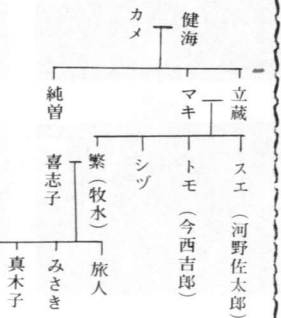 健海
カメ
立蔵
マキ
純曽
スエ（河野佐太郎）
トモ（今西吉郎）
シヅ
繁（牧水）
喜志子
旅人
みさき
真木子